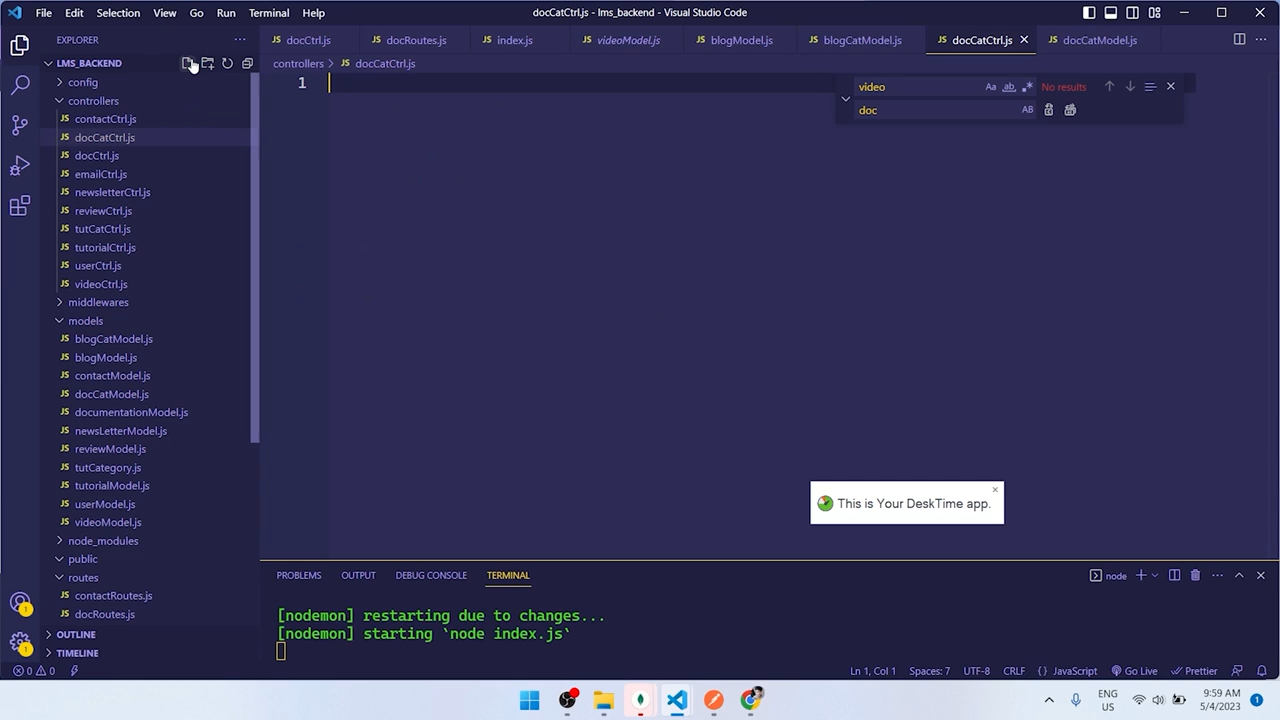 File Edit Selection View Go Run Terminal Help
docCatCtrl.js - lms_backend - Visual Studio Code
EXPLORER
docCtrl.js
docRoutes.js
index.js
videoModel.js
blogModel.js
blogCatModel.js
docCatCtrl.js
docCatModel.js
LMS_BACKEND
controllers > docCatCtrl.js
config
controllers
contactCtrl.js
docCatCtrl.js
docCtrl.js
emailCtrl.js
newsletterCtrl.js
reviewCtrl.js
tutCatCtrl.js
tutorialCtrl.js
userCtrl.js
videoCtrl.js
middlewares
models
blogCatModel.js
blogModel.js
contactModel.js
docCatModel.js
documentationModel.js
newsLetterModel.js
reviewModel.js
tutCategory.js
tutorialModel.js
userModel.js
videoModel.js
node_modules
public
routes
contactRoutes.js
docRoutes.js
OUTLINE
TIMELINE
1
video
Aa ab
No results
doc
AB
This is Your DeskTime app.
PROBLEMS OUTPUT DEBUG CONSOLE TERMINAL
node
[nodemon] restarting due to changes...
[nodemon] starting `node index.js`
0 0
Ln 1, Col 1 Spaces: 7 UTF-8 CRLF {} JavaScript Go Live Prettier
ENG
US
9:59 AM
5/4/2023